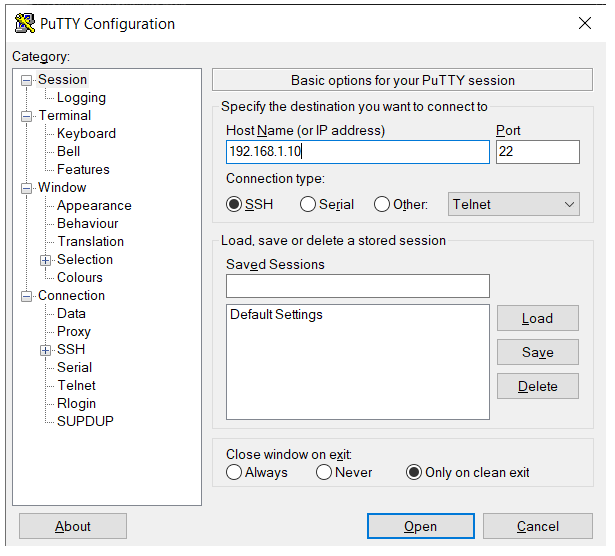 PuTTY Configuration
Category:
Session
Logging
Terminal
Keyboard
Bell
Features
Window
Appearance
Behaviour
Translation
Selection
Colours
Connection
Data
Proxy
SSH
Serial
Telnet
Rlogin
SUPDUP
Basic options for your PuTTY session
Specify the destination you want to connect to
Host Name (or IP address) Port
192.168.1.10 22
Connection type:
SSH Serial Other: Telnet
Load, save or delete a stored session
Saved Sessions
Default Settings
Load
Save
Delete
Close window on exit:
Always Never Only on clean exit
About Open Cancel